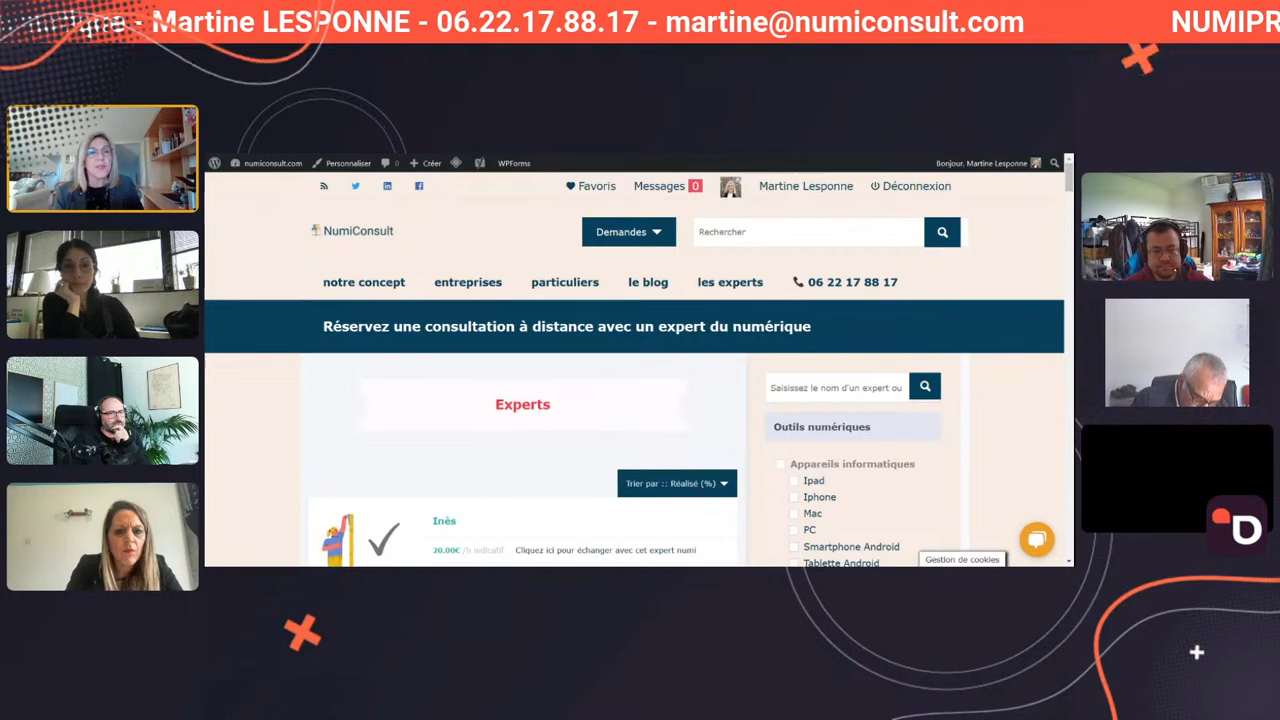 - Martine LESPONNE - 06.22.17.88.17 - martine@numiconsult.com NUMIPR
numiconsult.com Personnaliser 0 Créer WPForms Bonjour, Martine Lesponne
Favoris Messages 0 Martine Lesponne Déconnexion
NumiConsult Demandes Rechercher
notre concept entreprises particuliers le blog les experts 06 22 17 88 17
Réservez une consultation à distance avec un expert du numérique
Experts
Saisissez le nom d'un expert ou
Outils numériques
Appareils informatiques
Ipad
Iphone
Mac
PC
Smartphone Android
Tablette Android
Trier par :: Réalisé (%)
Inès
20.00€ /h indicatif Cliquez ici pour échanger avec cet expert numi
Gestion de cookies
D